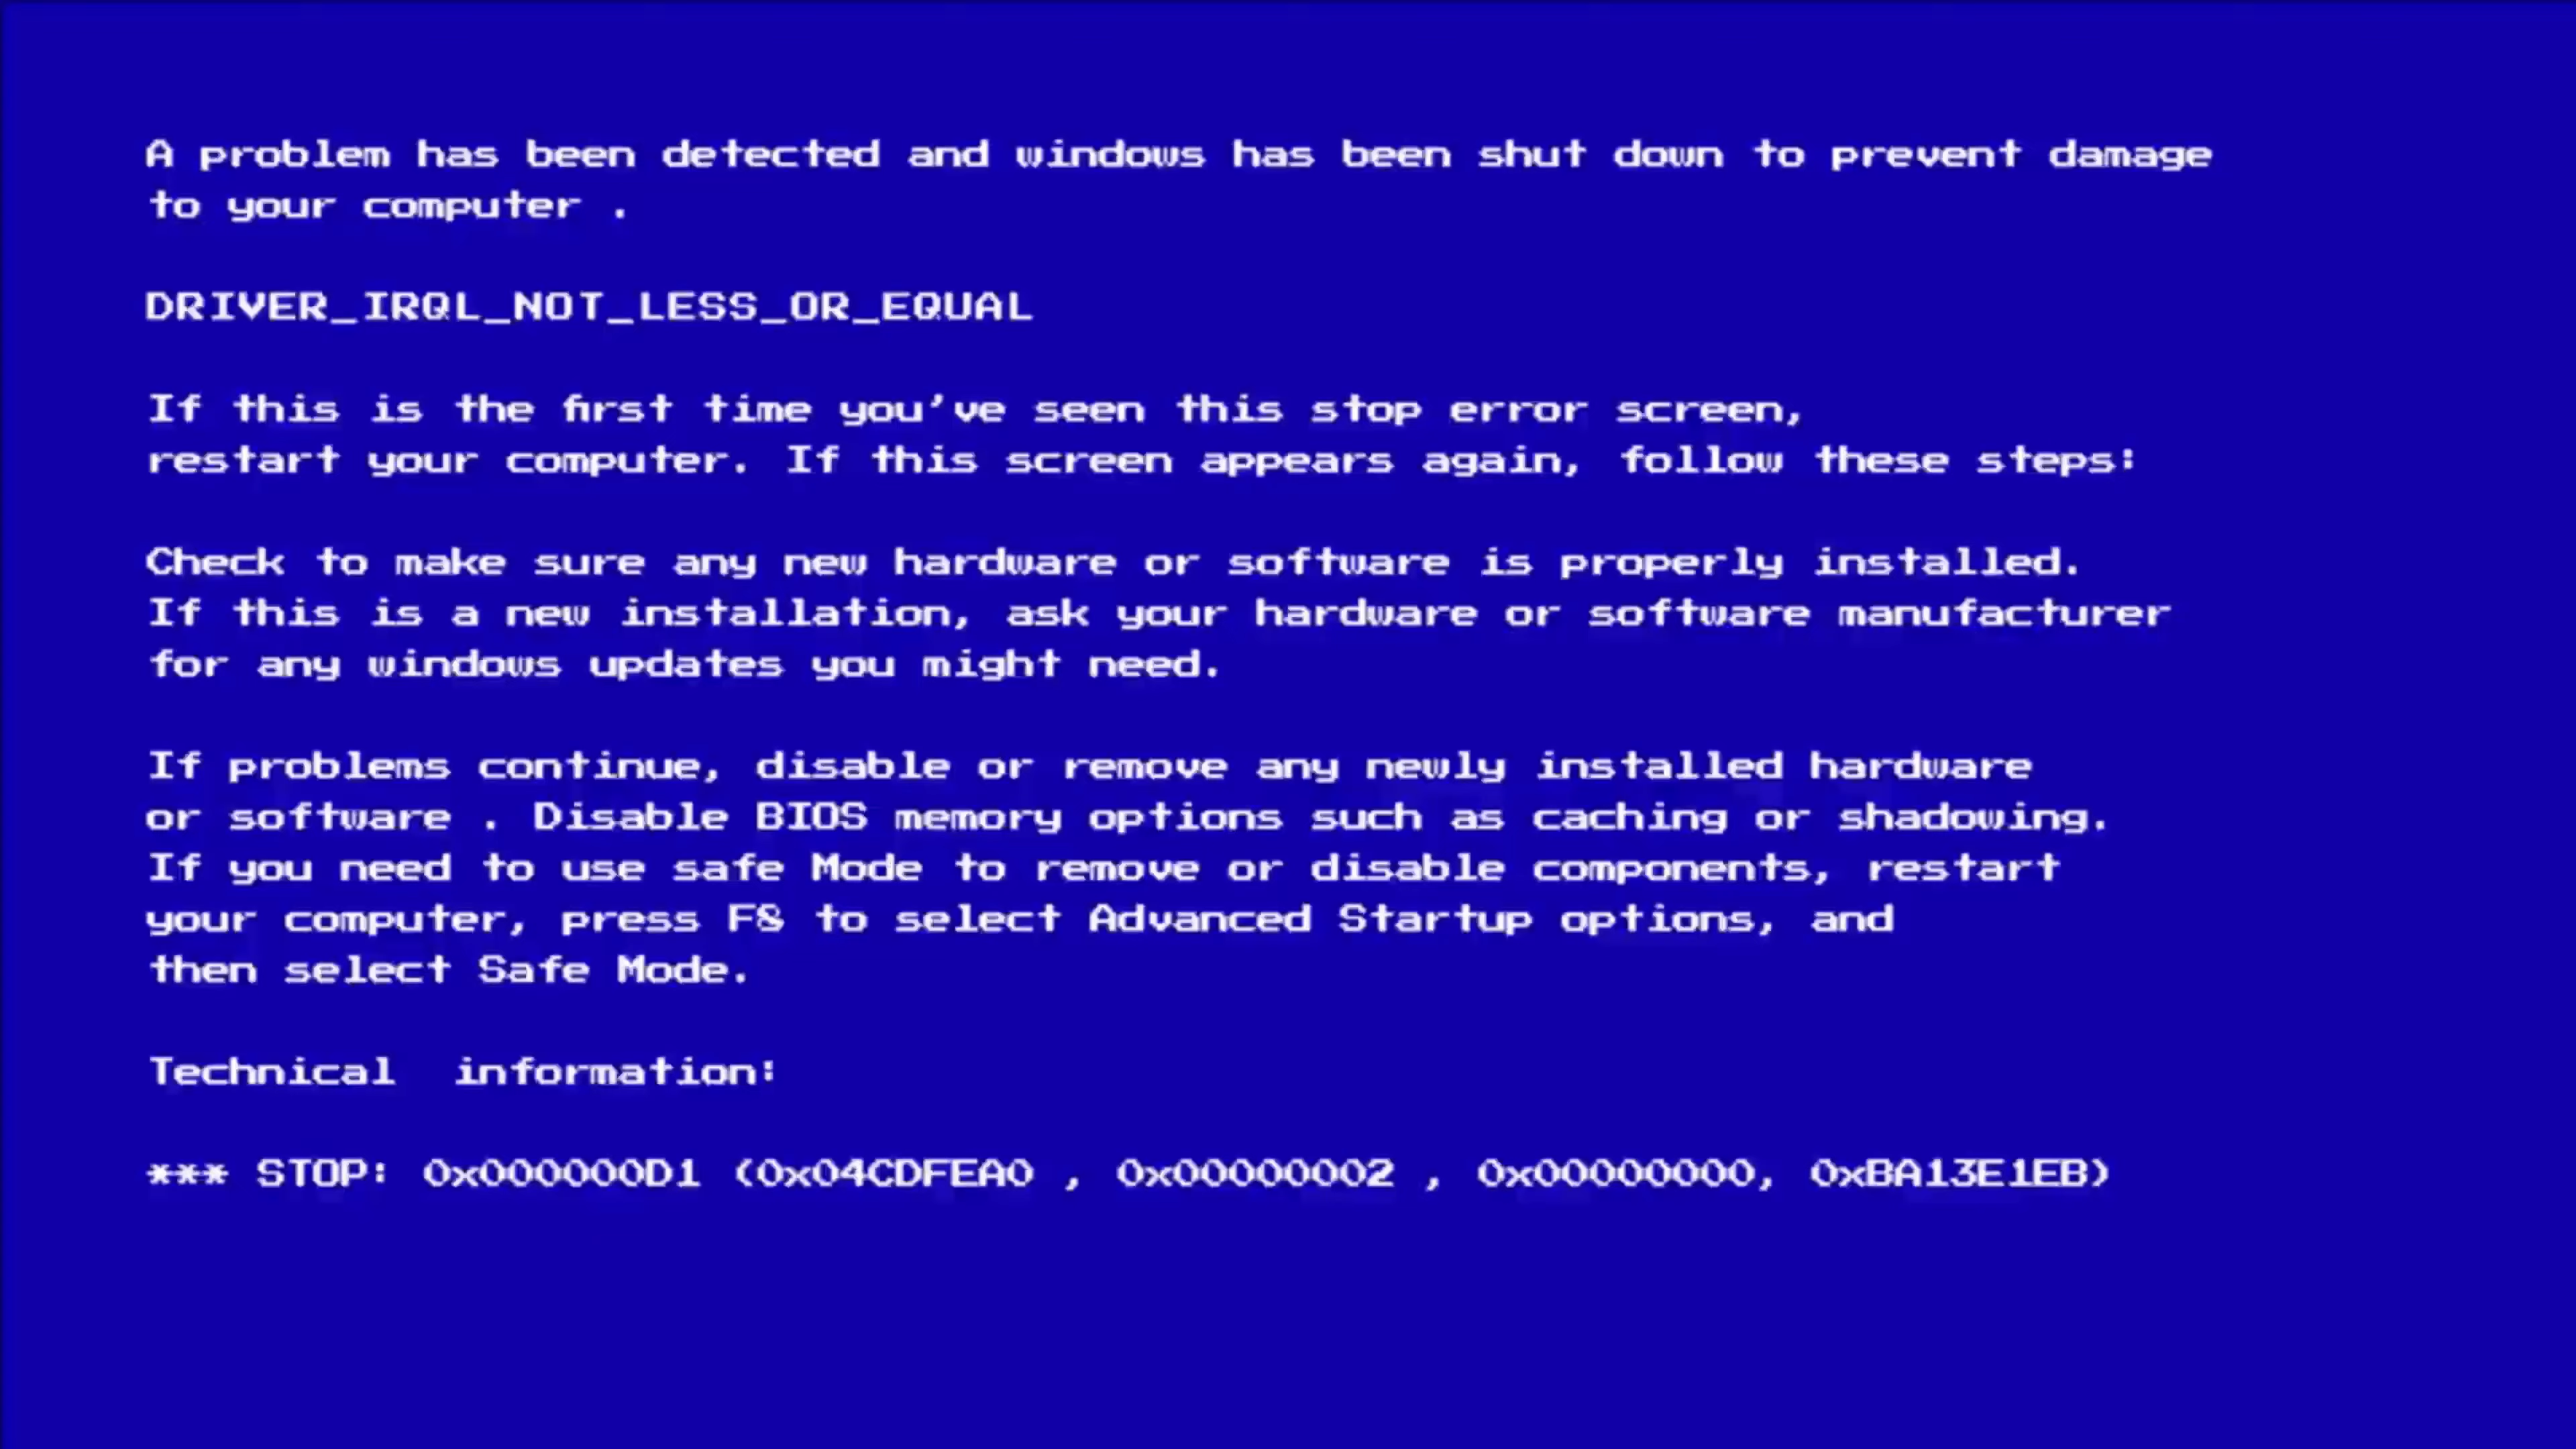 A problem has been detected and windows has been shut down to prevent damage
to your computer .
DRIVER_IRQL_NOT_LESS_OR_EQUAL
If this is the first time you've seen this stop error screen,
restart your computer. If this screen appears again, follow these steps:
Check to make sure any new hardware or software is properly installed.
If this is a new installation, ask your hardware or software manufacturer
for any windows updates you might need.
If problems continue, disable or remove any newly installed hardware
or software . Disable BIOS memory options such as caching or shadowing.
If you need to use safe Mode to remove or disable components, restart
your computer, press F& to select Advanced Startup options, and
then select Safe Mode.
Technical  information:
*** STOP: 0x000000D1 (0x04CDFEA0 , 0x00000002 , 0x00000000, 0xBA13E1EB)